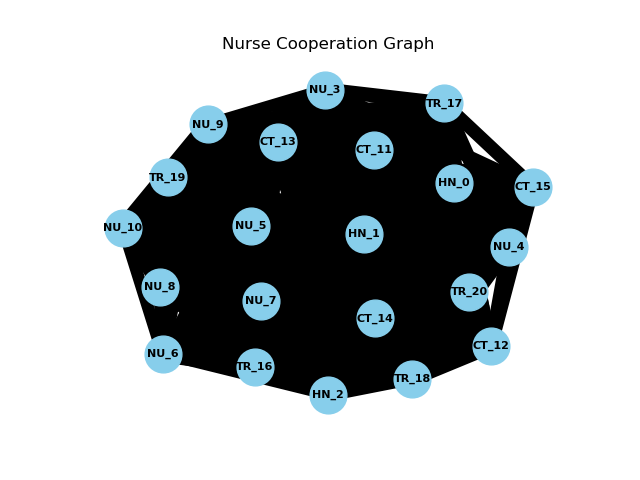 Nurse Cooperation Graph
NU_3
TR_17
NU_9
CT_13
CT_11
TR_19
HN_0
CT_15
NU_10
NU_5
HN_1
NU_4
NU_8
TR_20
NU_7
CT_14
NU_6
CT_12
TR_16
TR_18
HN_2